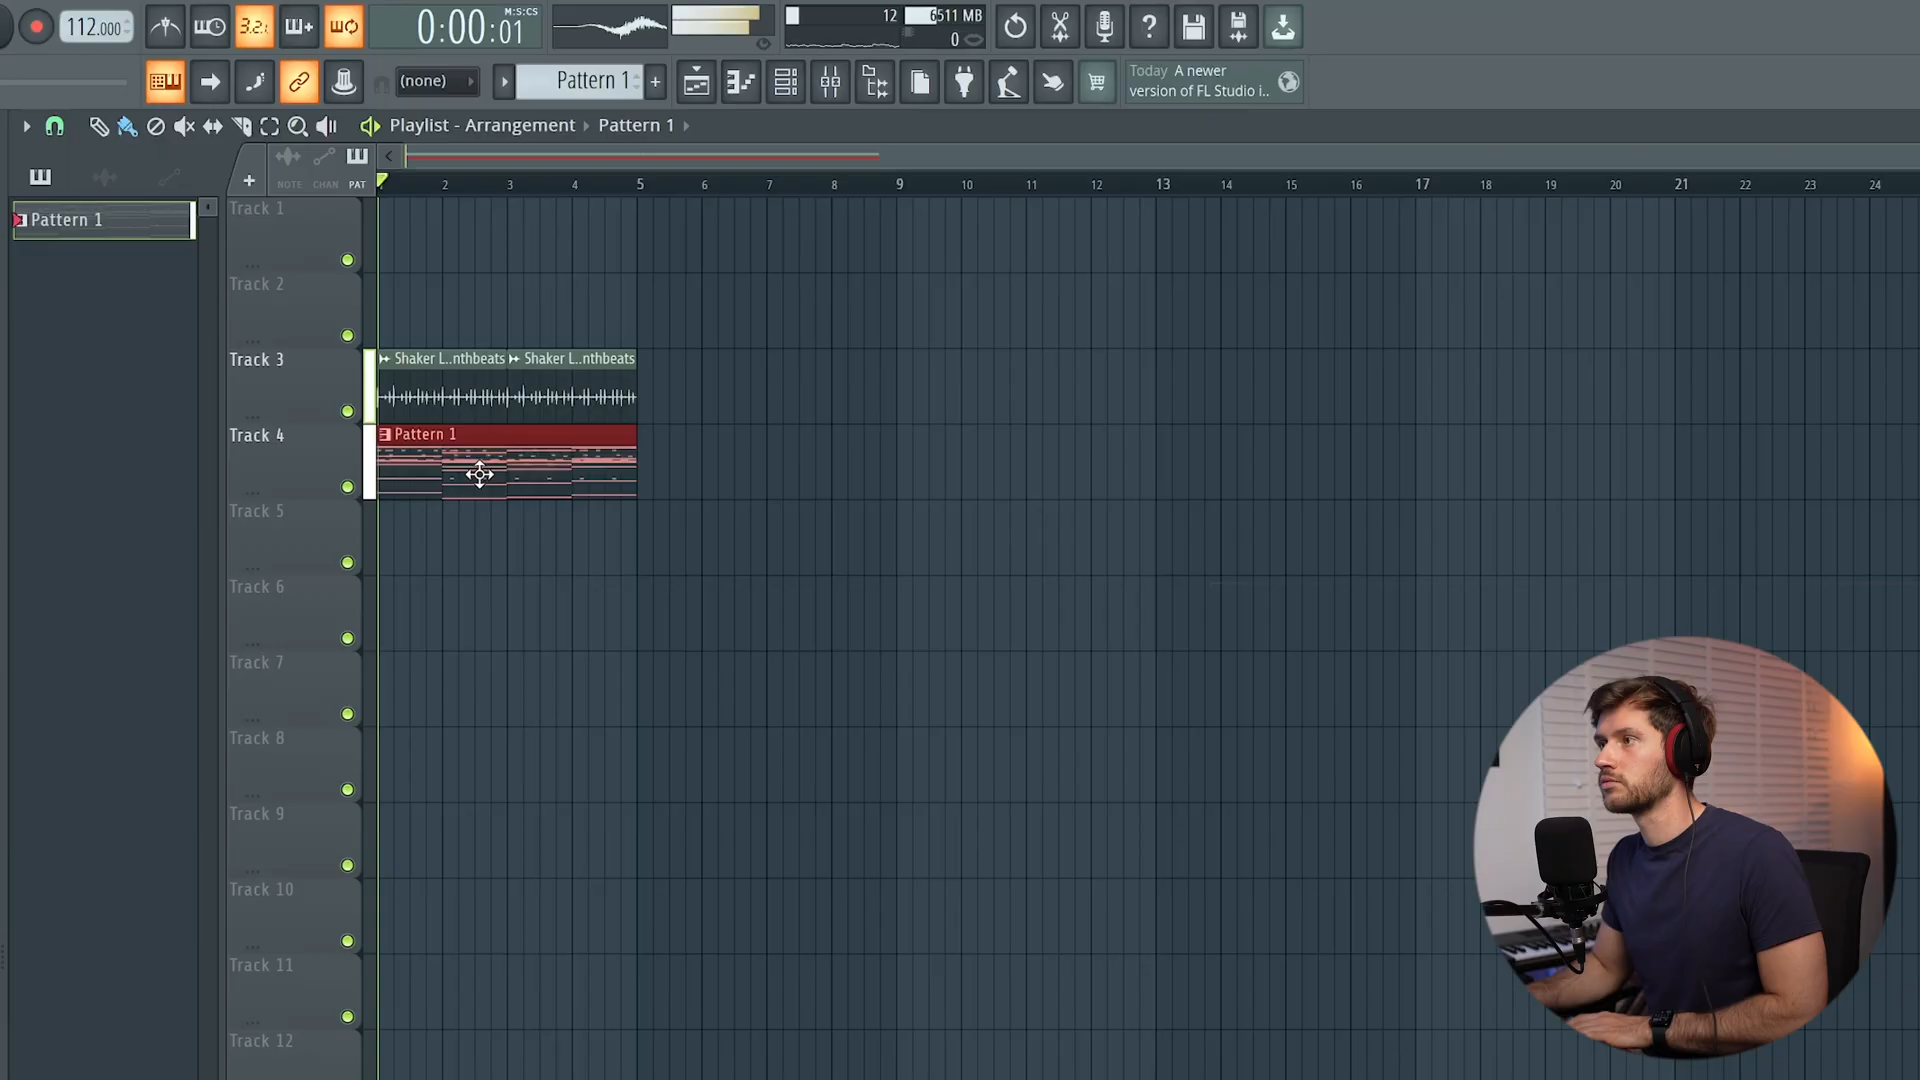 112.000
3.2.1
0:00:01
M:S:CS
12
6511 MB
0
(none)
Pattern 1
+
Today A newer
version of FL Studio i..
Playlist - Arrangement
Pattern 1
NOTE CHAN PAT
2 3 4 5 6 7 8 9 10 11 12 13 14 15 16 17 18 19 20 21 22 23 24
Pattern 1
Track 1
Track 2
Track 3
Shaker L..nthbeats
Shaker L..nthbeats
Track 4
Pattern 1
Track 5
Track 6
Track 7
Track 8
Track 9
Track 10
Track 11
Track 12